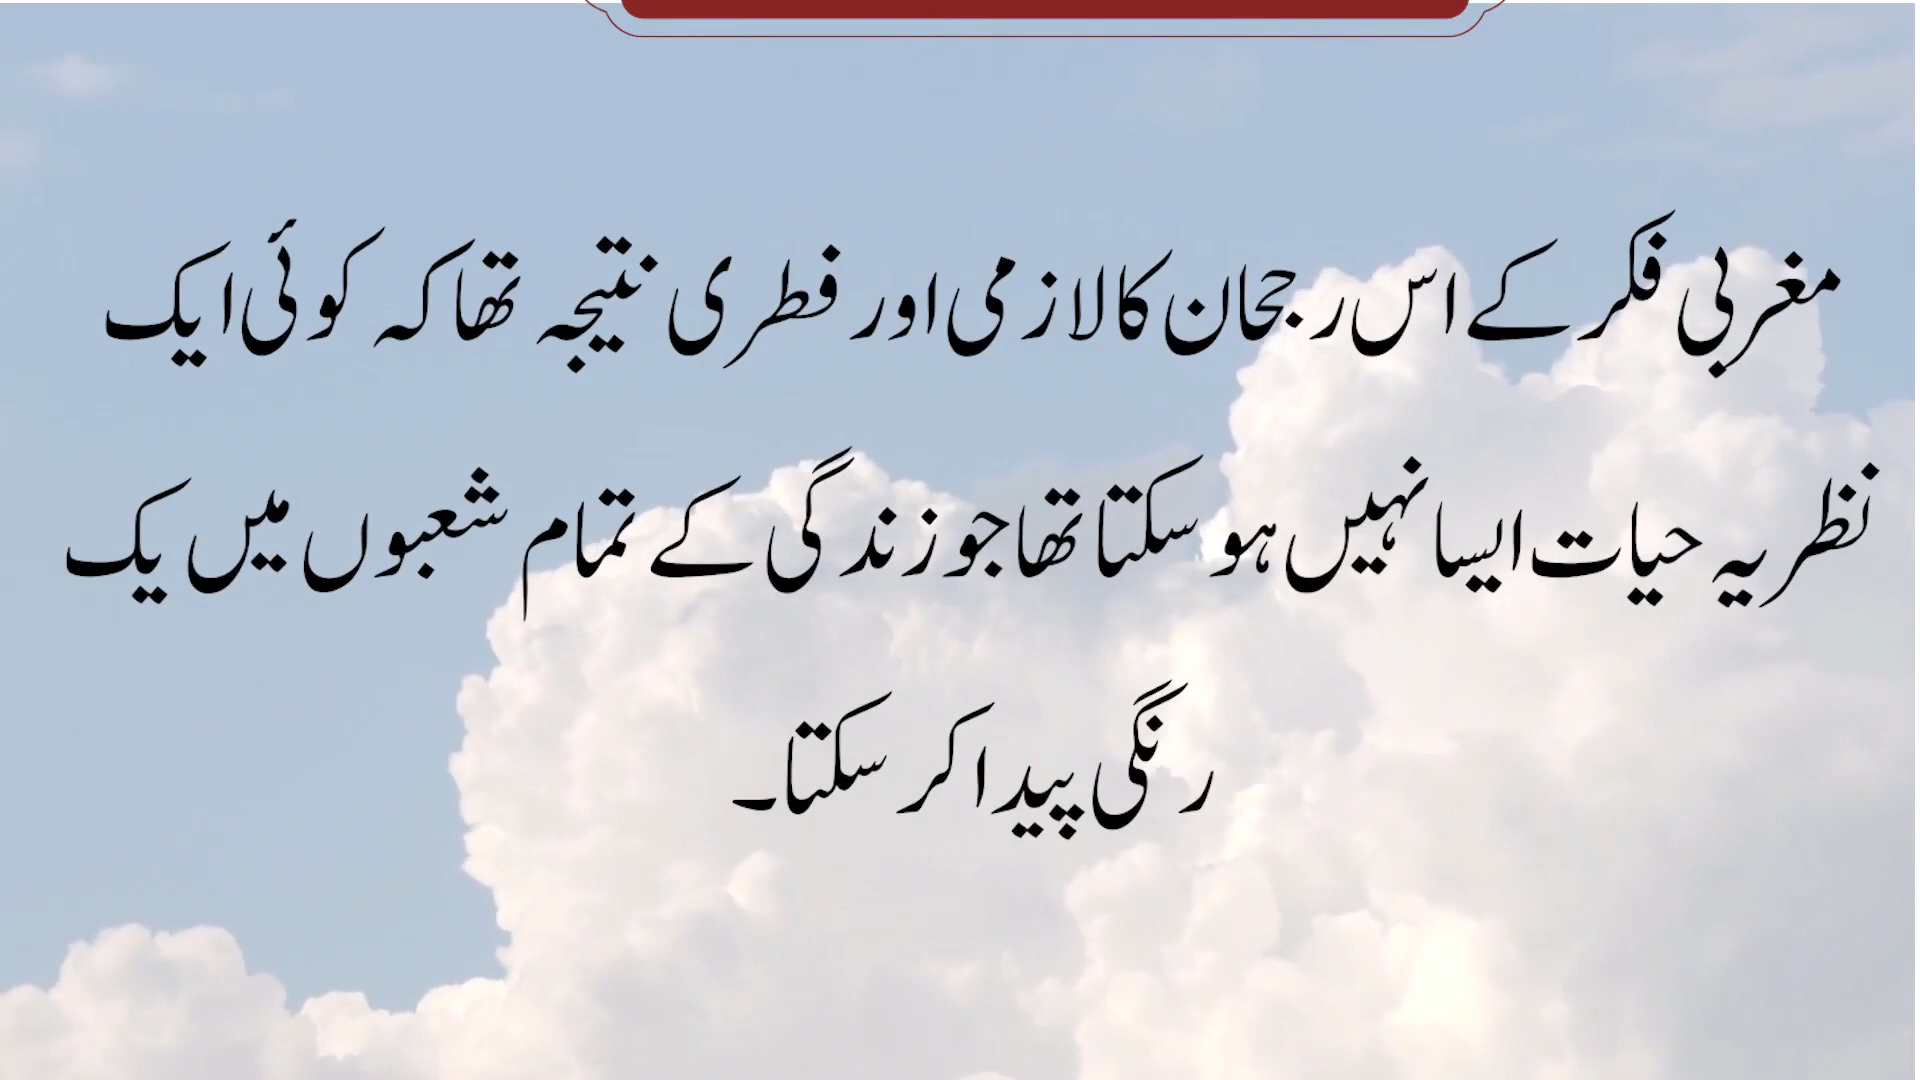 مغربی فکر کے اس رجحان کا لازمی اور فطری نتیجہ تھا کہ کوئی ایک
نظریہ حیات ایسا نہیں ہو سکتا تھا جو زندگی کے تمام شعبوں میں یک
رنگی پیدا کر سکتا۔